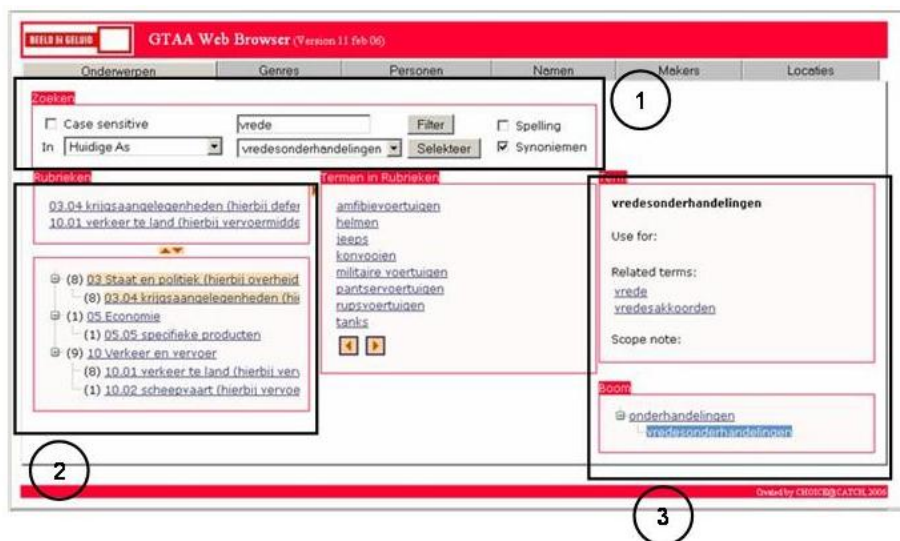 BEELD EN GELUID
GTAA Web Browser (Version 11 feb 06)
Onderwerpen Genres Personen Namen Makers Locaties
1
Zoeken
Case sensitive vrede Filter Spelling
In Huidige As vredesonderhandelingen Selekteer Synoniemen
Rubrieken
03.04 krijgsaangelegenheden (hierbij defer
10.01 verkeer te land (hierbij vervoermidde
(8) 03 Staat en politiek (hierbij overheid
(8) 03.04 krijgsaangelegenheden (hie
(1) 05 Economie
(1) 05.05 specifieke producten
(9) 10 Verkeer en vervoer
(8) 10.01 verkeer te land (hierbij verv
(1) 10.02 scheepvaart (hierbij vervoe
2
Termen in Rubrieken
amfibievoertuigen
helmen
jeeps
konvooien
militaire voertuigen
pantservoertuigen
rupsvoertuigen
tanks
Term
vredesonderhandelingen
Use for:
Related terms:
vrede
vredesakkoorden
Scope note:
Boom
onderhandelingen
vredesonderhandelingen
3
Created by CHOICE@CATCH, 2006